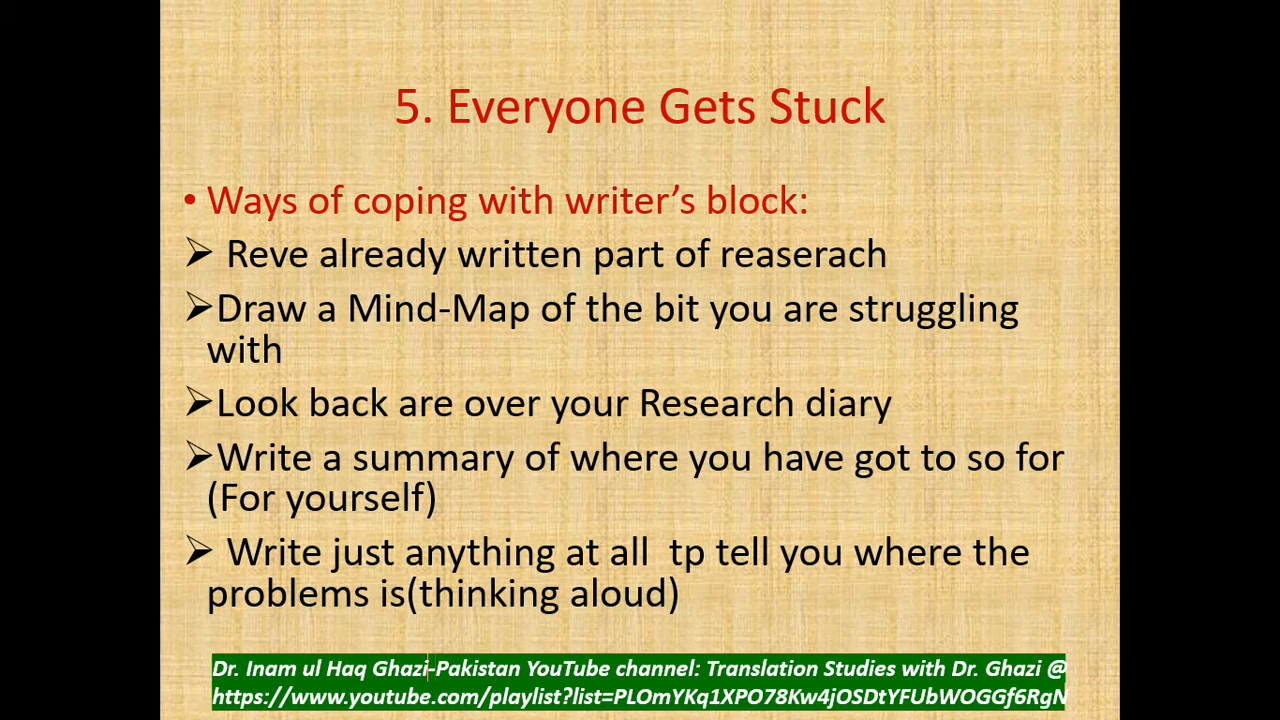 5. Everyone Gets Stuck
• Ways of coping with writer’s block:
➢ Reve already written part of reaserach
➢Draw a Mind-Map of the bit you are struggling
with
➢Look back are over your Research diary
➢Write a summary of where you have got to so for
(For yourself)
➢ Write just anything at all  tp tell you where the
problems is(thinking aloud)
Dr. Inam ul Haq Ghazi-Pakistan YouTube channel: Translation Studies with Dr. Ghazi @
https://www.youtube.com/playlist?list=PLOmYKq1XPO78Kw4jOSDtYFUbWOGGf6RgN